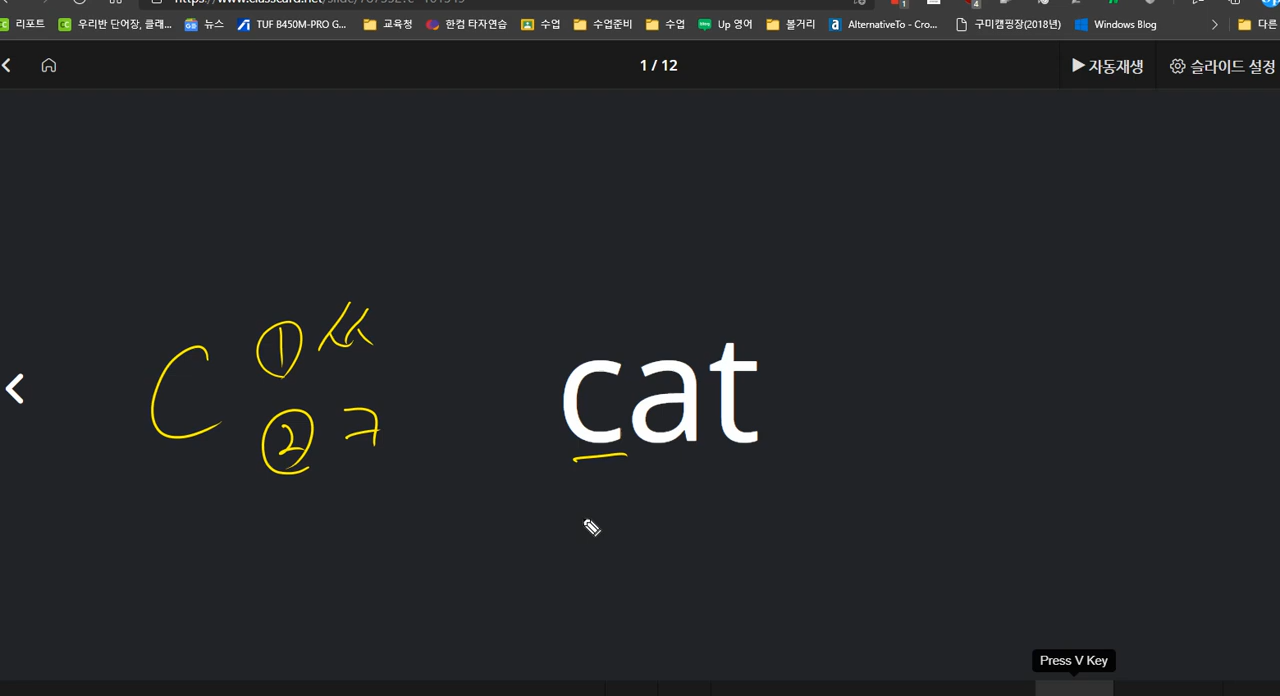 리포트 우리반 단어장, 클래... 뉴스 TUF B450M-PRO G... 교육청 한컴 타자연습 수업 수업준비 수업 Up 영어 볼거리 AlternativeTo - Cro... 구미캠핑장(2018년) Windows Blog 다른
1 / 12 자동재생 슬라이드 설정
C ① ㅆ
② ㅋ
cat
Press V Key